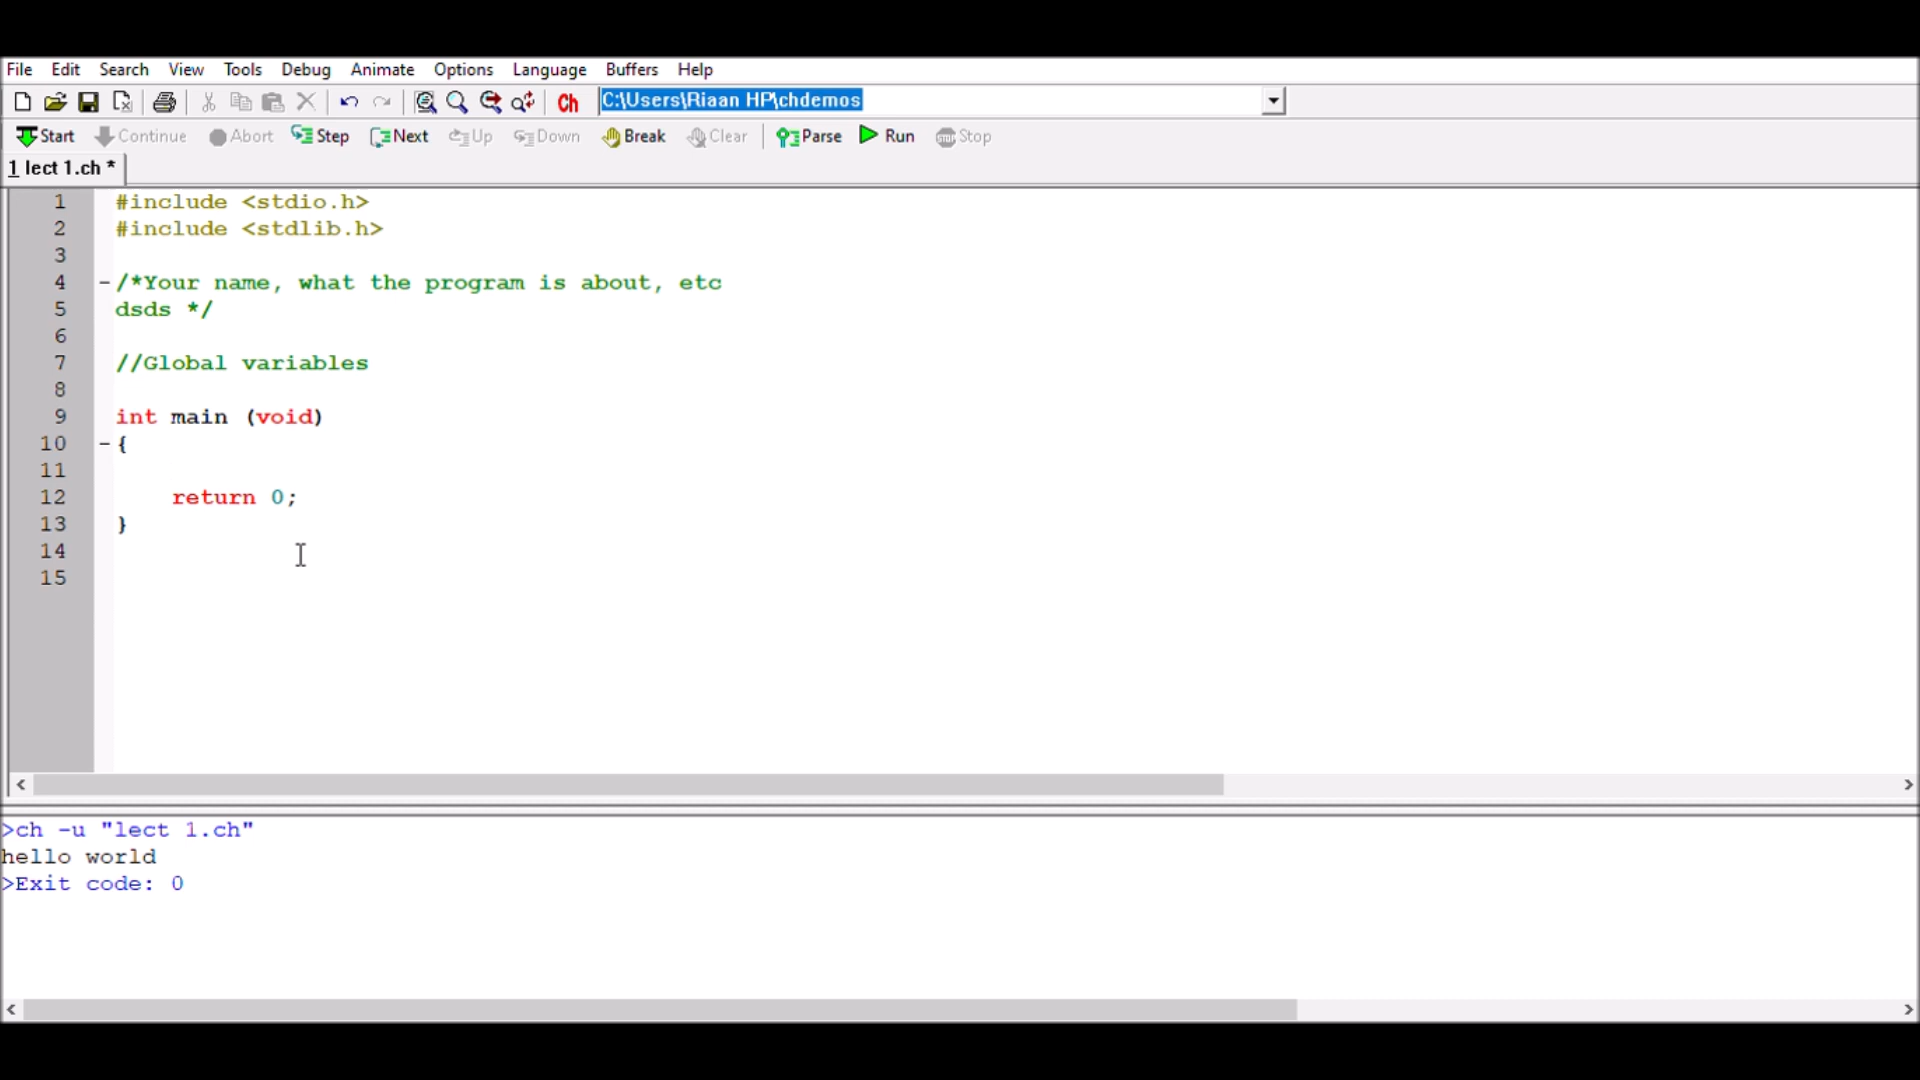 File Edit Search View Tools Debug Animate Options Language Buffers Help
Ch C:\Users\Riaan HP\chdemos
Start Continue Abort Step Next Up Down Break Clear Parse Run Stop
1 lect 1.ch *
1 #include <stdio.h>
2 #include <stdlib.h>
3
4 -/*Your name, what the program is about, etc
5 dsds */
6
7 //Global variables
8
9 int main (void)
10 -{
11
12 return 0;
13 }
14
15
>ch -u "lect 1.ch"
hello world
>Exit code: 0